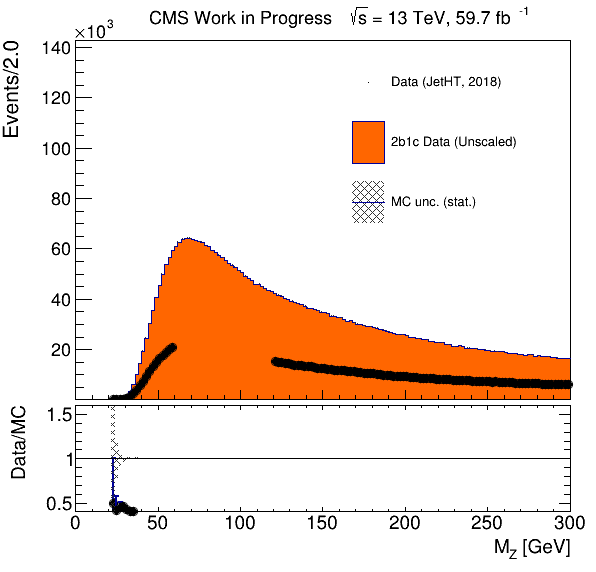 CMS Work in Progress √s = 13 TeV, 59.7 fb⁻¹
×10³
Events/2.0
140
120
100
80
60
40
20
Data (JetHT, 2018)
2b1c Data (Unscaled)
MC unc. (stat.)
Data/MC
1.5
1
0.5
0 50 100 150 200 250 300
M_Z [GeV]